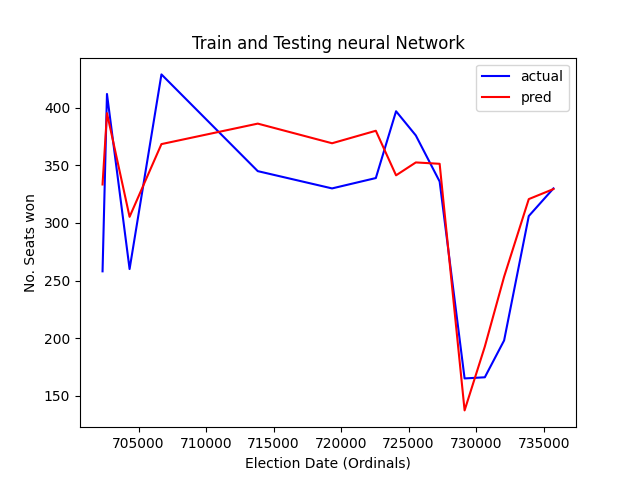 Train and Testing neural Network
actual
pred
No. Seats won
400
350
300
250
200
150
705000 710000 715000 720000 725000 730000 735000
Election Date (Ordinals)